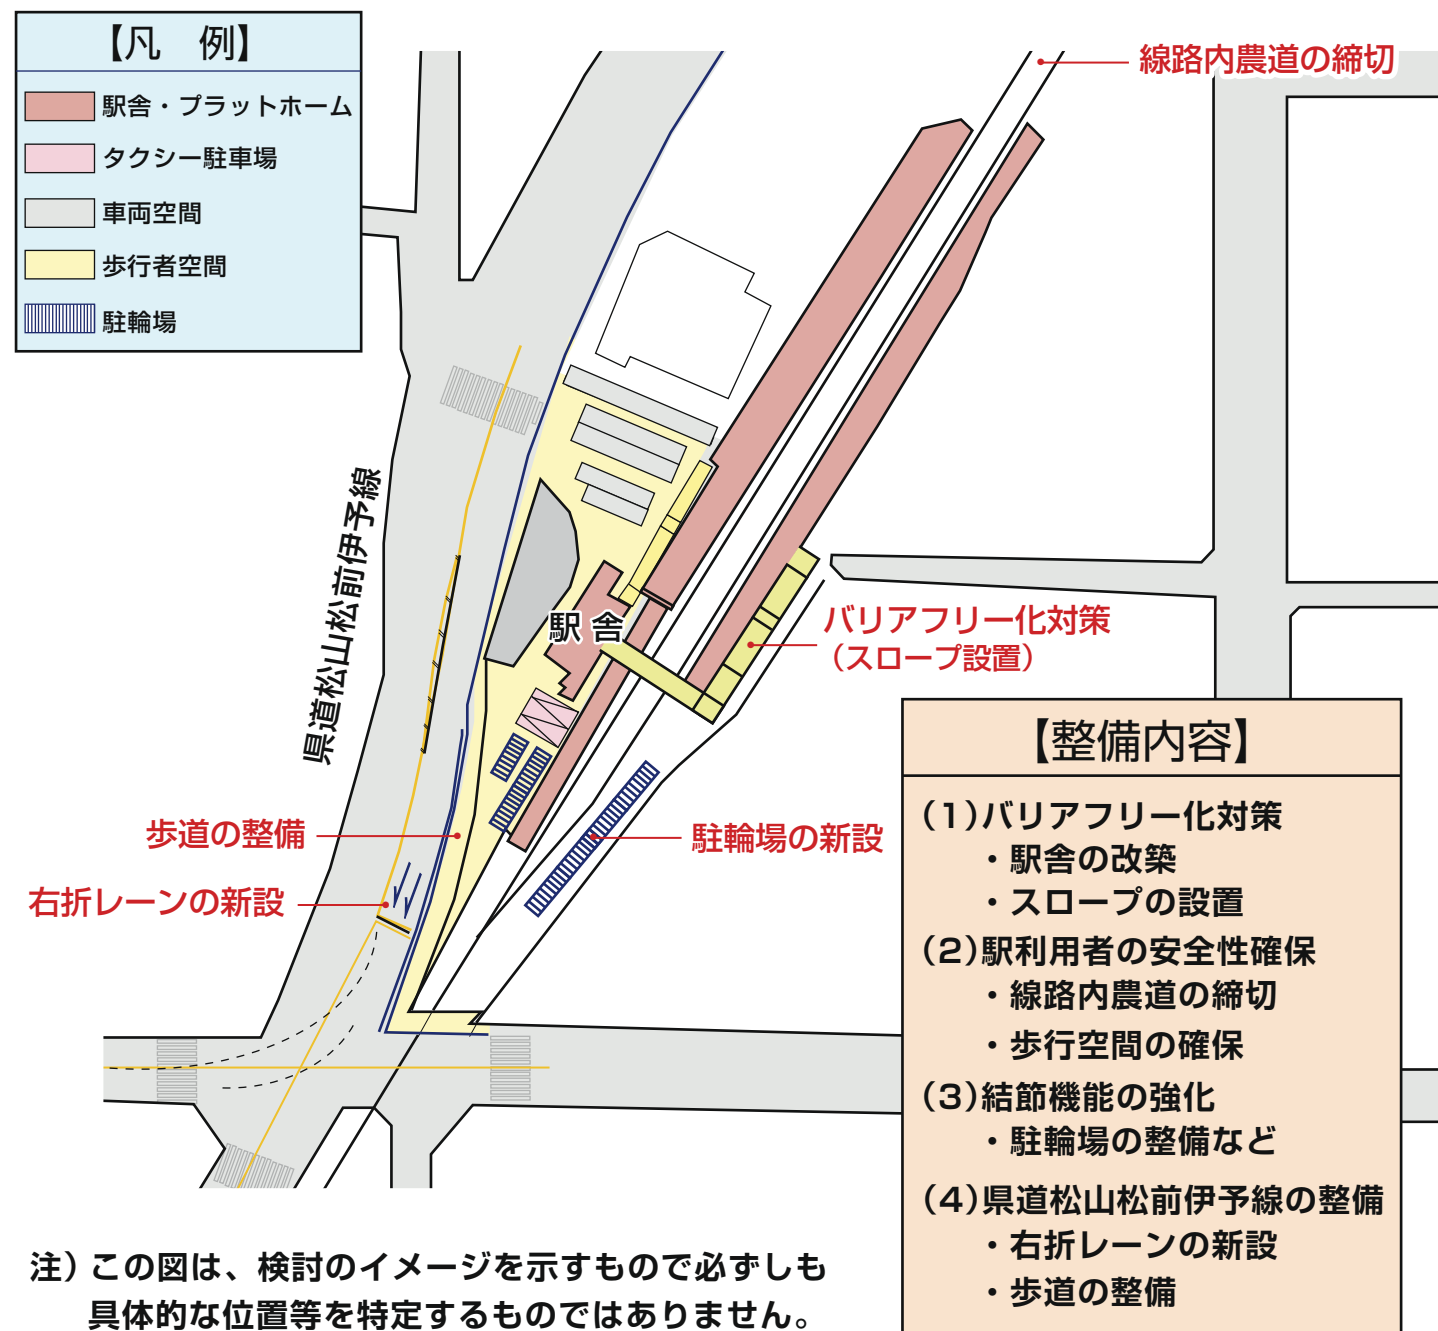 【凡　例】
駅舎・プラットホーム
タクシー駐車場
車両空間
歩行者空間
駐輪場
線路内農道の締切
県道松山松前伊予線
駅舎
バリアフリー化対策
（スロープ設置）
歩道の整備
駐輪場の新設
右折レーンの新設
【整備内容】
（1）バリアフリー化対策
・駅舎の改築
・スロープの設置
（2）駅利用者の安全性確保
・線路内農道の締切
・歩行空間の確保
（3）結節機能の強化
・駐輪場の整備など
（4）県道松山松前伊予線の整備
・右折レーンの新設
・歩道の整備
注）この図は、検討のイメージを示すもので必ずしも
具体的な位置等を特定するものではありません。